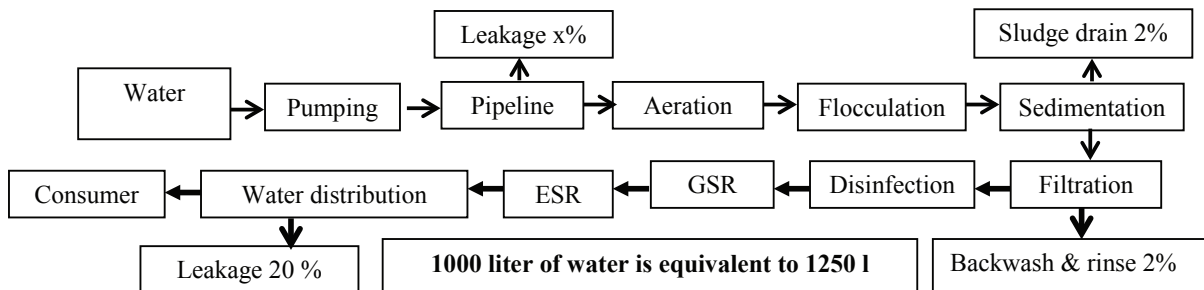 Leakage x%
Sludge drain 2%
Water
Pumping
Pipeline
Aeration
Flocculation
Sedimentation
Consumer
Water distribution
ESR
GSR
Disinfection
Filtration
Leakage 20 %
1000 liter of water is equivalent to 1250 l
Backwash & rinse 2%